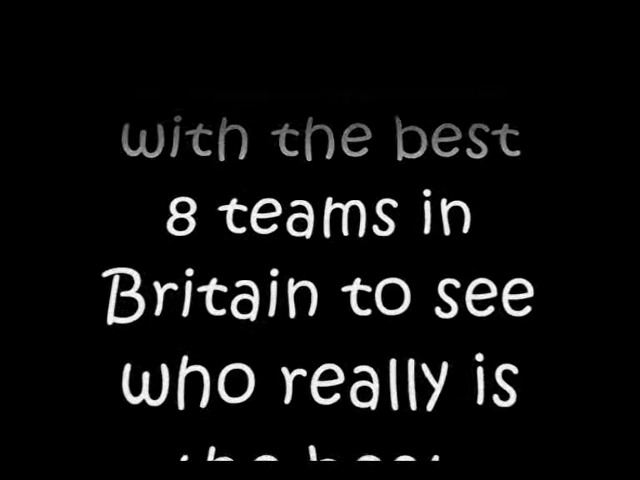 with the best
8 teams in
Britain to see
who really is